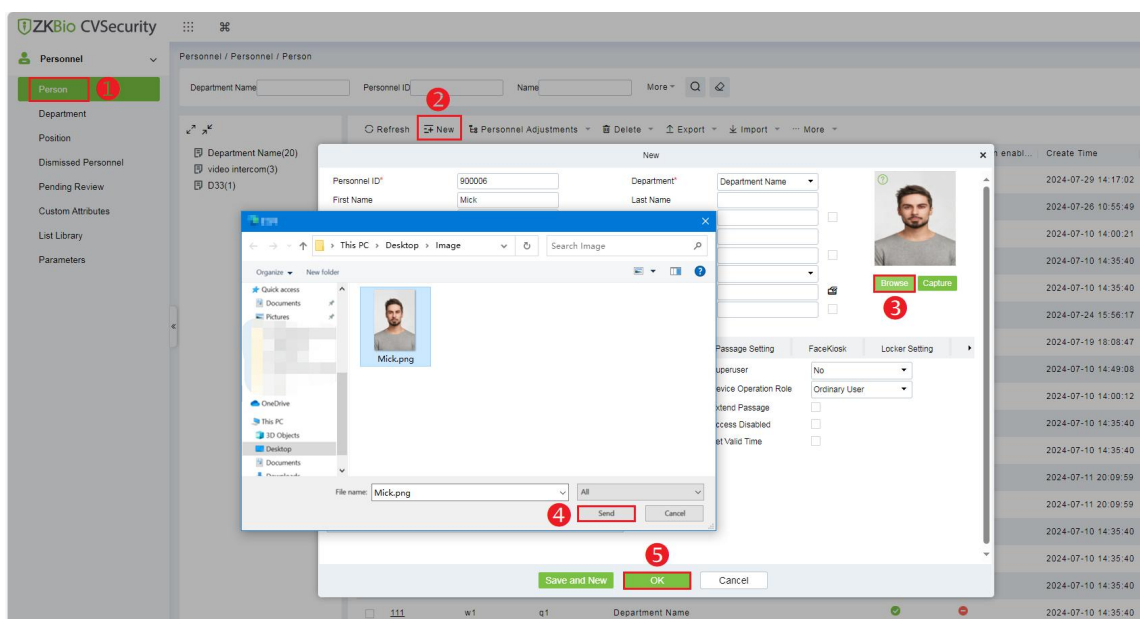 ZKBio CVSecurity
Personnel
Person
1
Department
Position
Dismissed Personnel
Pending Review
Custom Attributes
List Library
Parameters
Personnel / Personnel / Person
Department Name Personnel ID Name More
2
Refresh New Personnel Adjustments Delete Export Import ··· More
Department Name(20)
video intercom(3)
D33(1)
New
Personnel ID* 900006 Department* Department Name
First Name Mick Last Name
Browse Capture
3
Passage Setting FaceKiosk Locker Setting
No
evice Operation Role Ordinary User
xtend Passage
ccess Disabled
et Valid Time
This PC > Desktop > Image Search Image
Organize New folder
Quick access
Documents
Pictures
OneDrive
This PC
3D Objects
Desktop
Documents
Mick.png
File name: Mick.png All
4
Send Cancel
5
Save and New OK Cancel
n enabl... Create Time
2024-07-29 14:17:02
2024-07-26 10:55:49
2024-07-10 14:00:21
2024-07-10 14:35:40
2024-07-10 14:35:40
2024-07-24 15:56:17
2024-07-19 18:08:47
2024-07-10 14:49:08
2024-07-10 14:00:12
2024-07-10 14:35:40
2024-07-10 14:35:40
2024-07-11 20:09:59
2024-07-11 20:09:59
2024-07-10 14:35:40
2024-07-10 14:35:40
2024-07-10 14:35:40
111 w1 q1 Department Name 2024-07-10 14:35:40